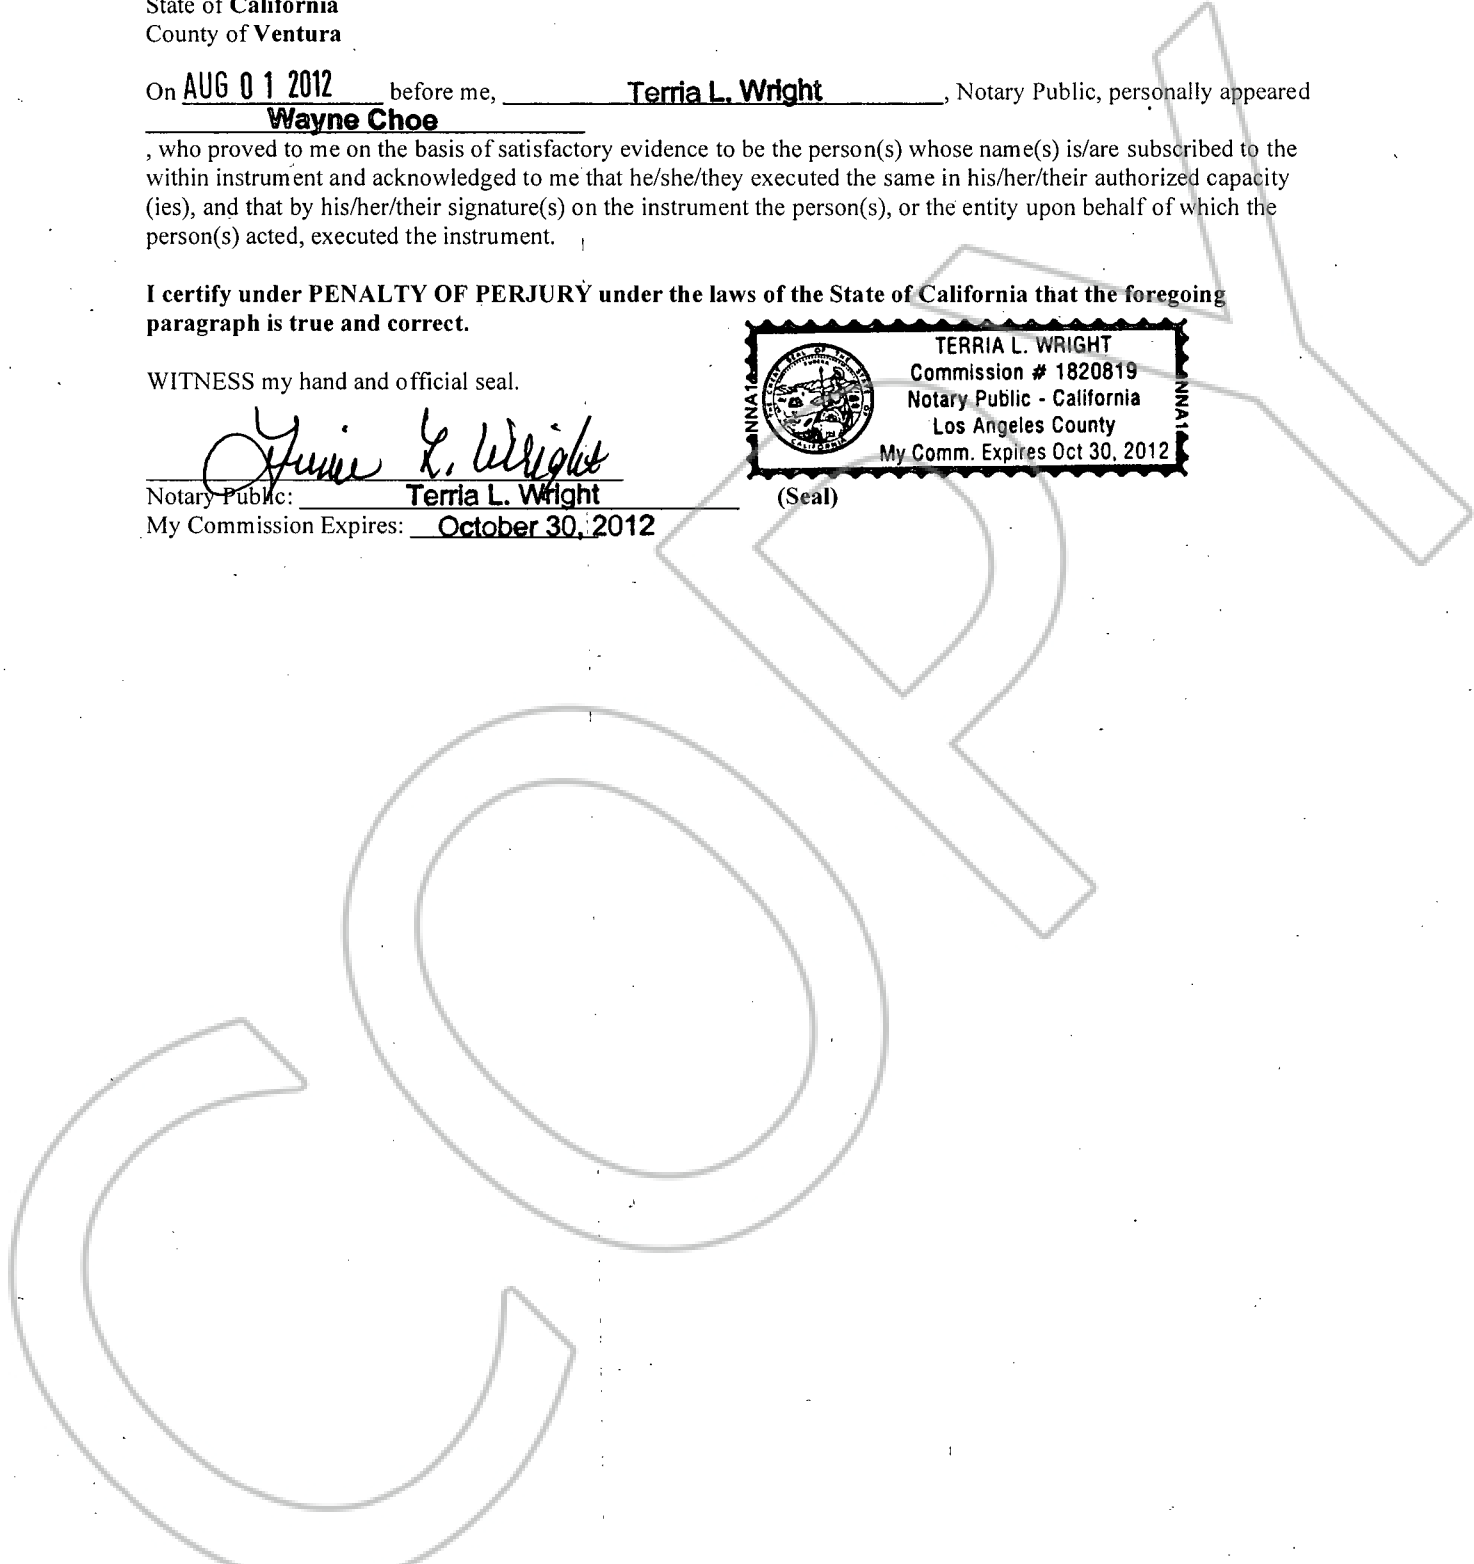 State of California
County of Ventura
On AUG 0 1 2012 before me, Terria L. Wright, Notary Public, personally appeared
Wayne Choe
, who proved to me on the basis of satisfactory evidence to be the person(s) whose name(s) is/are subscribed to the
within instrument and acknowledged to me that he/she/they executed the same in his/her/their authorized capacity
(ies), and that by his/her/their signature(s) on the instrument the person(s), or the entity upon behalf of which the
person(s) acted, executed the instrument.
I certify under PENALTY OF PERJURY under the laws of the State of California that the foregoing
paragraph is true and correct.
WITNESS my hand and official seal.
TERRIA L. WRIGHT
Commission # 1820819
Notary Public - California
Los Angeles County
My Comm. Expires Oct 30, 2012
NNA1
NNA1
L. Wright
Notary Public: Terria L. Wright
(Seal)
My Commission Expires: October 30, 2012
COPY